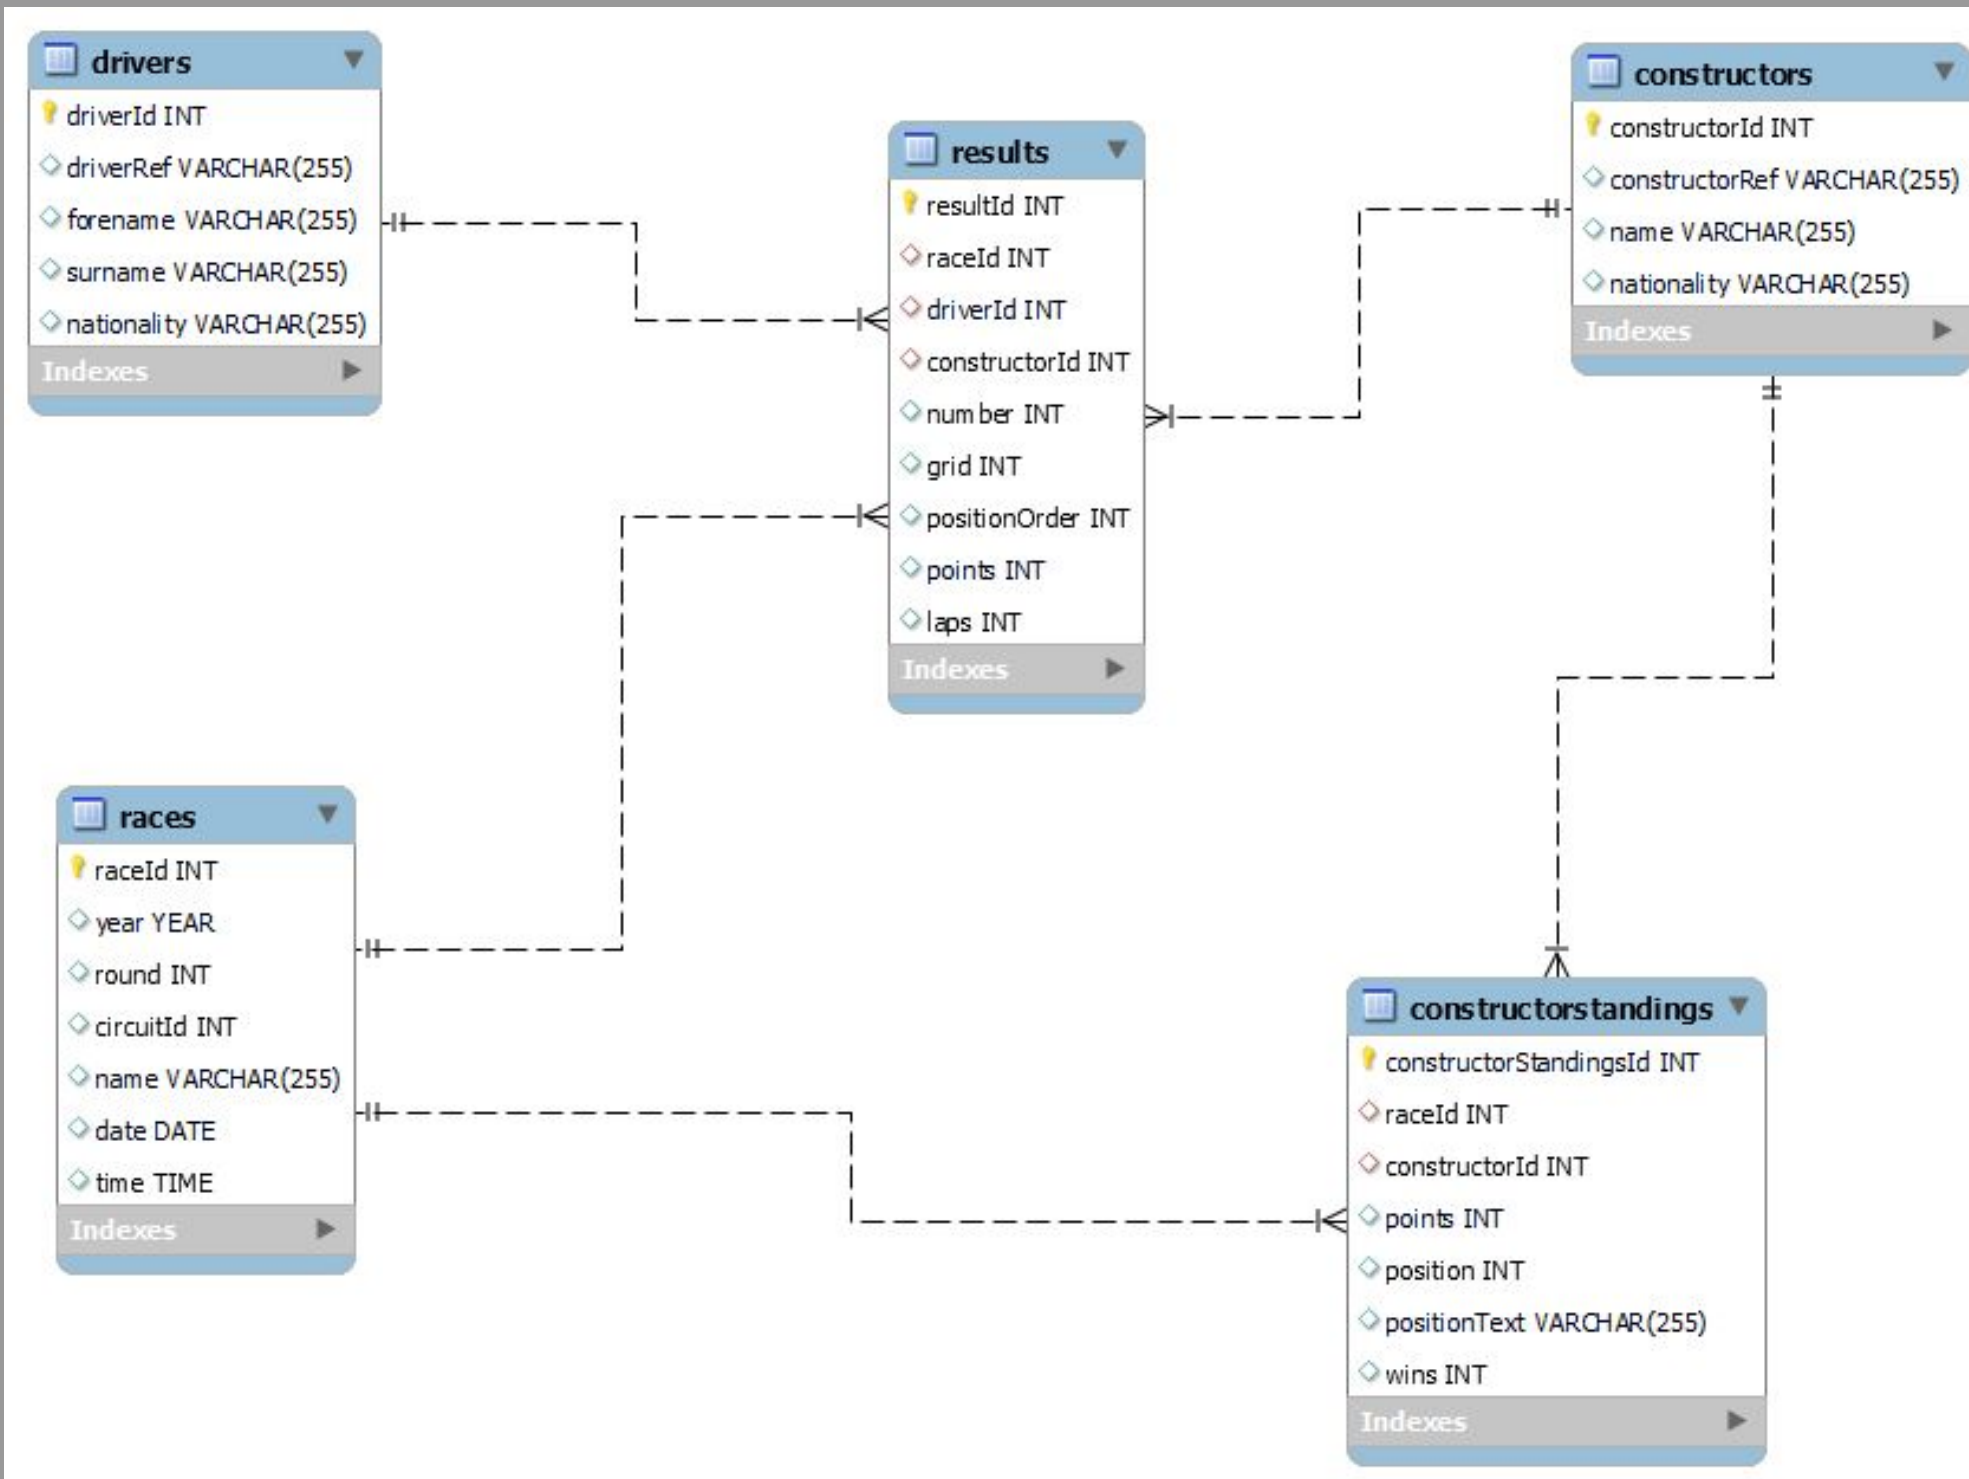 drivers
driverId INT
driverRef VARCHAR(255)
forename VARCHAR(255)
surname VARCHAR(255)
nationality VARCHAR(255)
Indexes
results
resultId INT
raceId INT
driverId INT
constructorId INT
number INT
grid INT
positionOrder INT
points INT
laps INT
Indexes
constructors
constructorId INT
constructorRef VARCHAR(255)
name VARCHAR(255)
nationality VARCHAR(255)
Indexes
races
raceId INT
year YEAR
round INT
circuitId INT
name VARCHAR(255)
date DATE
time TIME
Indexes
constructorstandings
constructorStandingsId INT
raceId INT
constructorId INT
points INT
position INT
positionText VARCHAR(255)
wins INT
Indexes